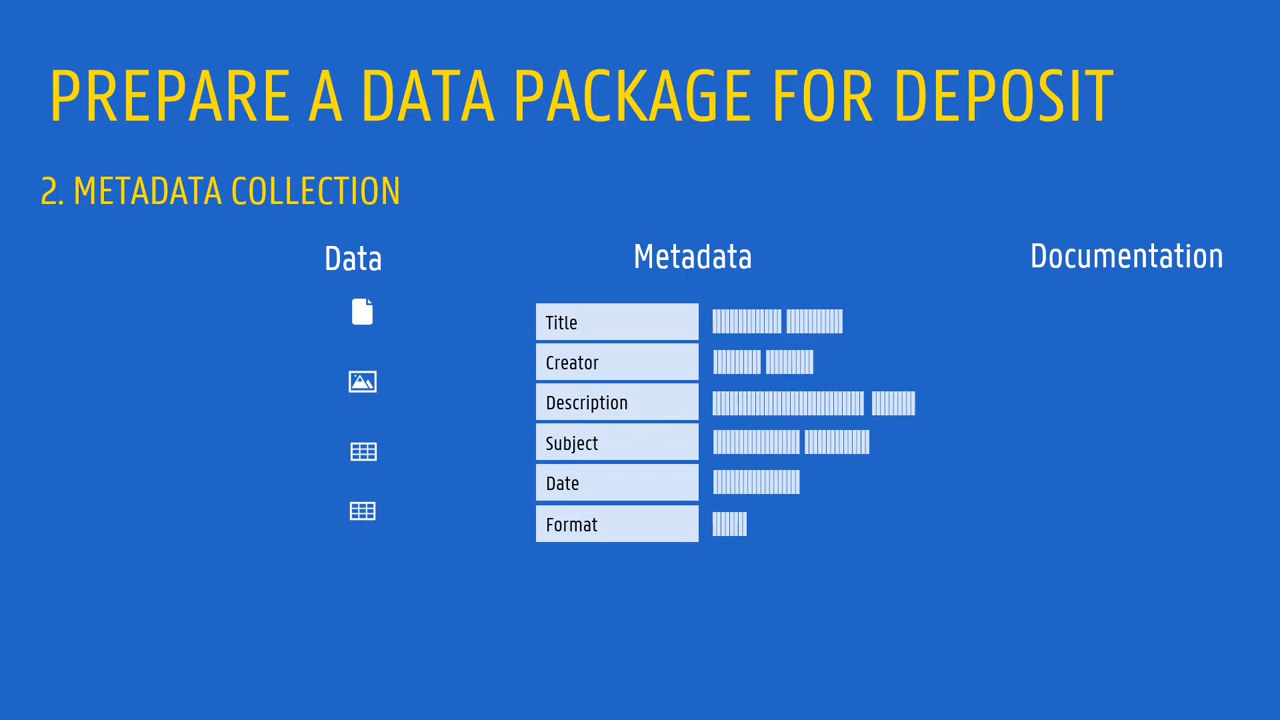 PREPARE A DATA PACKAGE FOR DEPOSIT
2. METADATA COLLECTION
Data
Metadata
Documentation
Title
Creator
Description
Subject
Date
Format